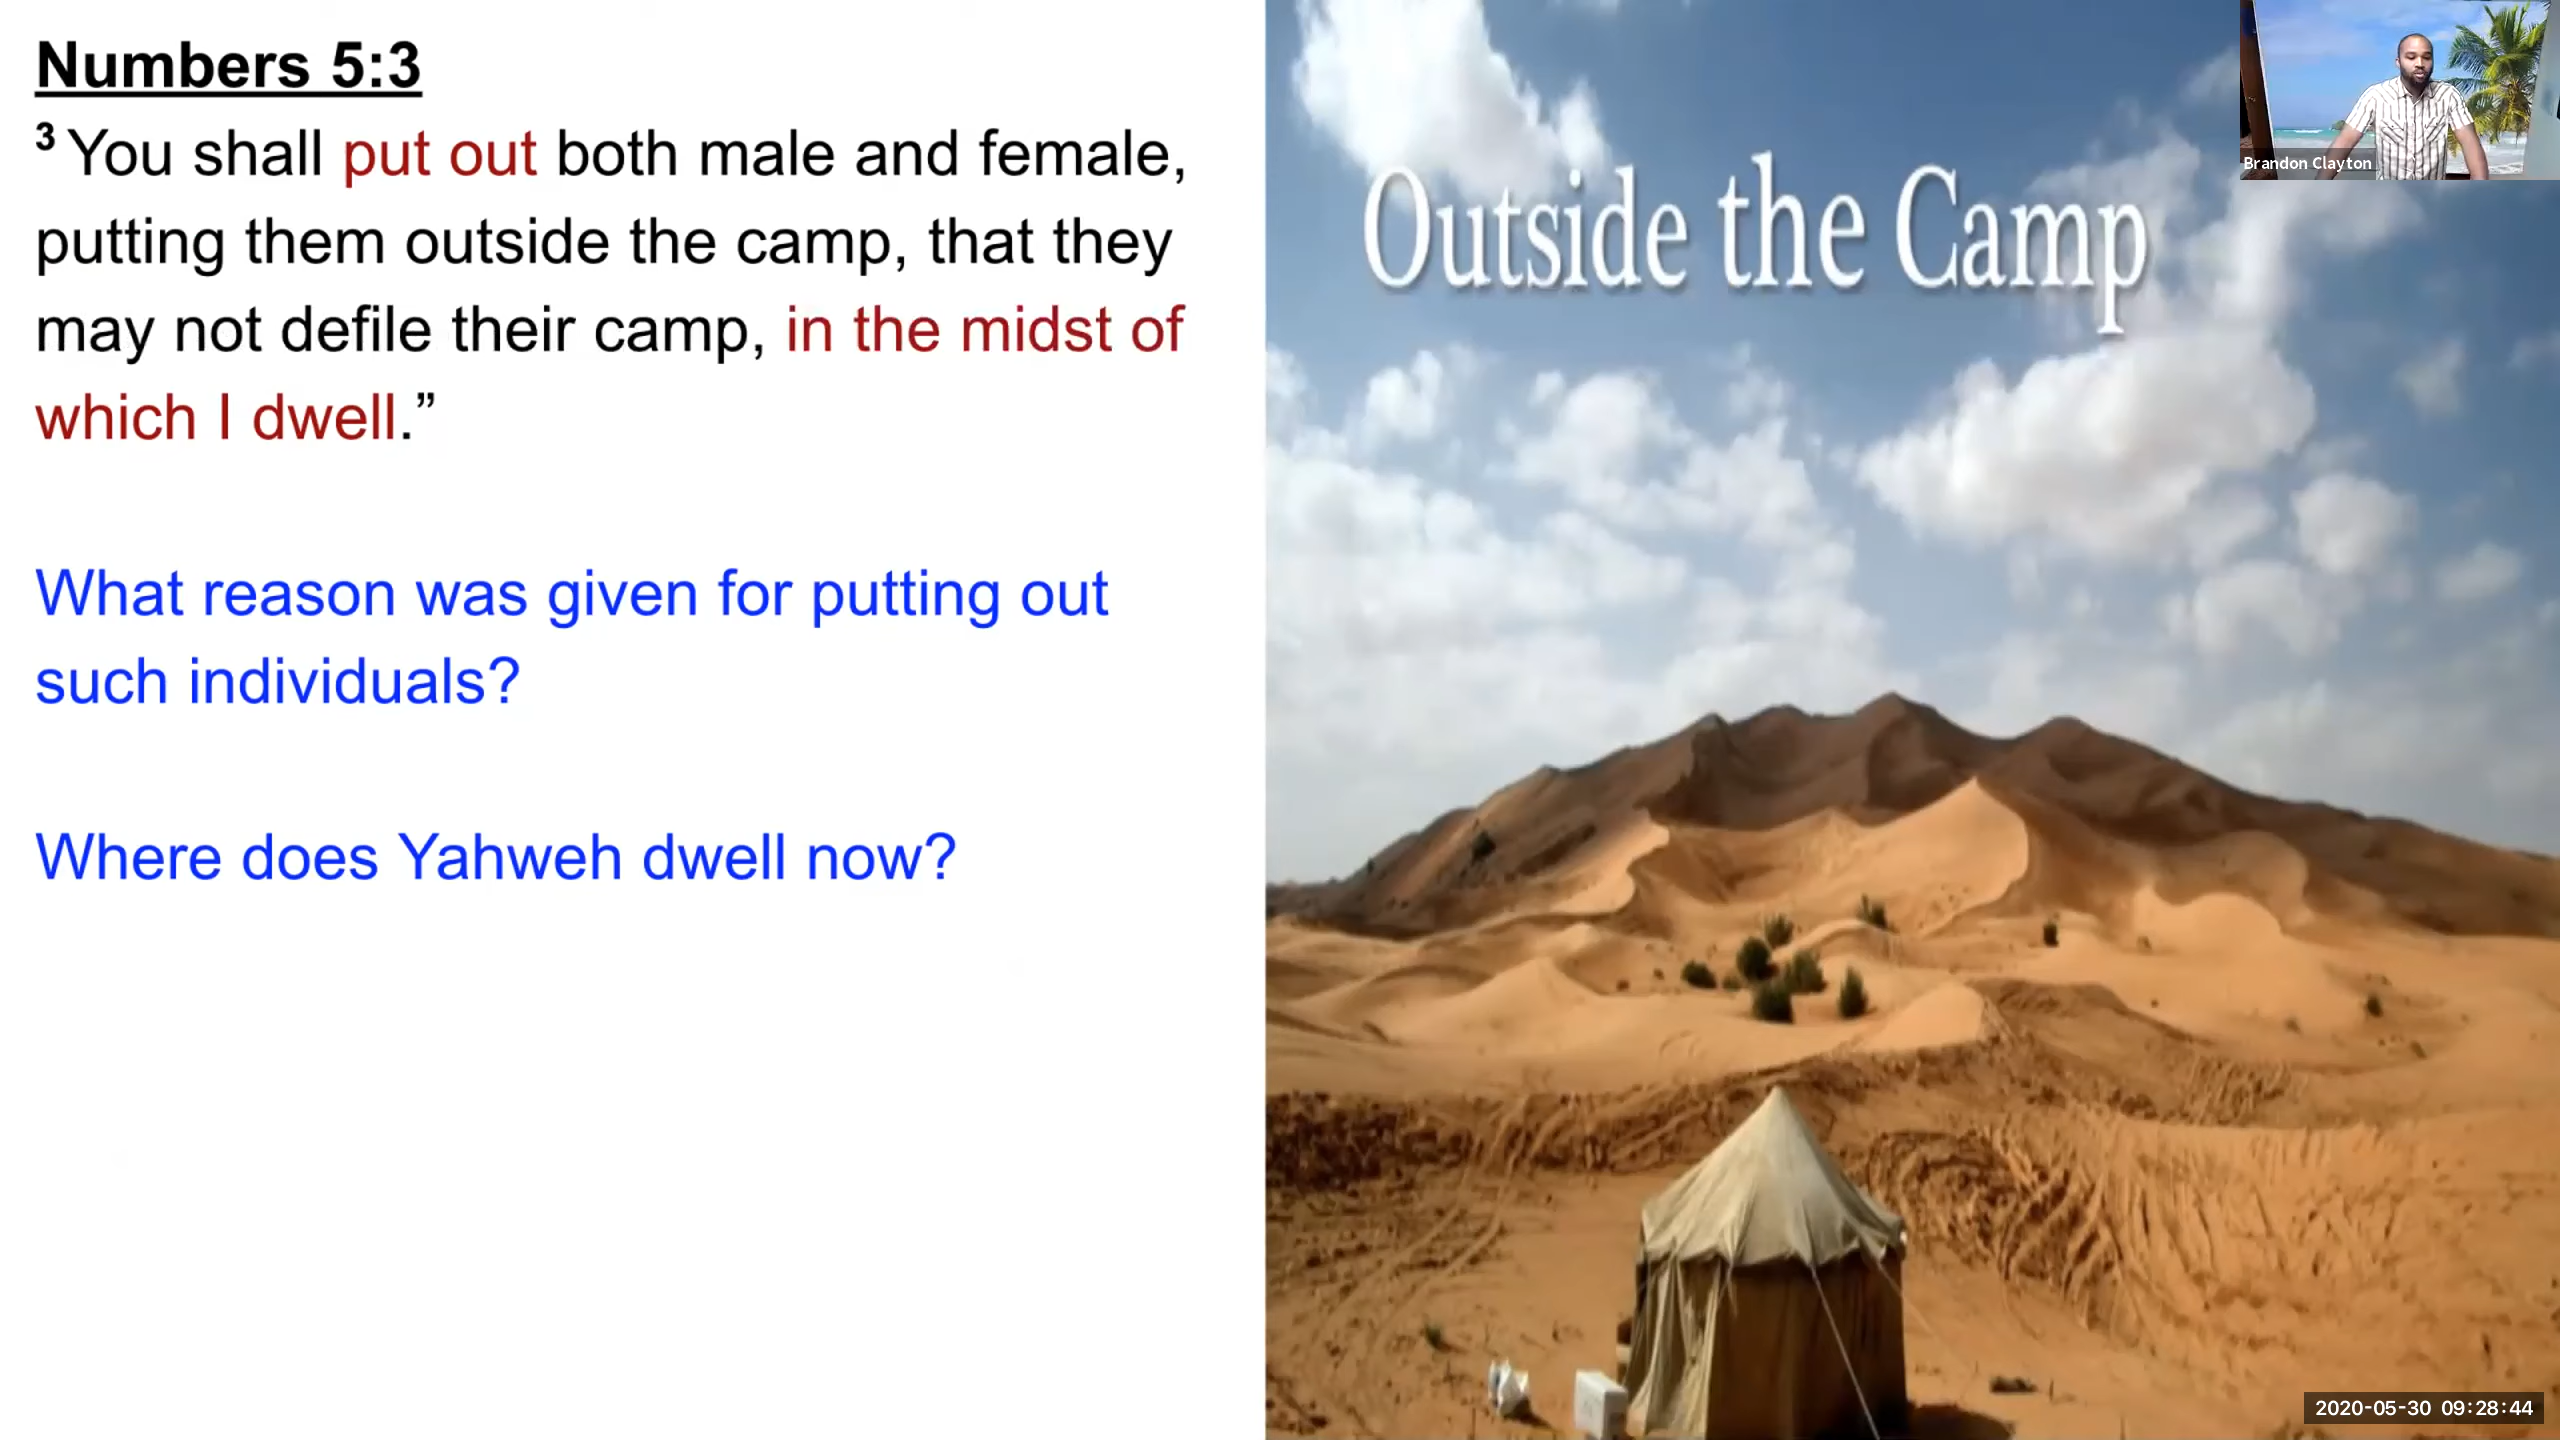 Numbers 5:3
3 You shall put out both male and female,
putting them outside the camp, that they
may not defile their camp, in the midst of
which I dwell.”
What reason was given for putting out
such individuals?
Where does Yahweh dwell now?
Outside the Camp
Brandon Clayton
2020-05-30 09:28:44